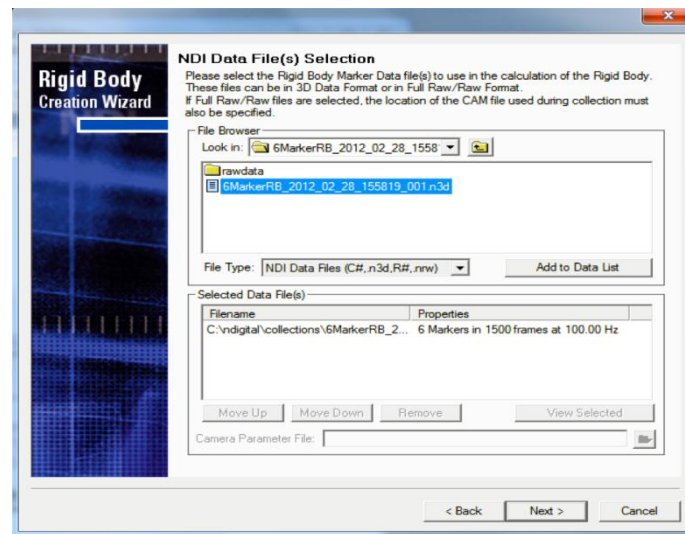 Rigid Body
Creation Wizard
NDI Data File(s) Selection
Please select the Rigid Body Marker Data file(s) to use in the calculation of the Rigid Body.
These files can be in 3D Data Format or in Full Raw/Raw Format.
If Full Raw/Raw files are selected, the location of the CAM file used during collection must
also be specified.
File Browser
Look in: 6MarkerRB_2012_02_28_1558
rawdata
6MarkerRB_2012_02_28_155819_001.n3d
File Type: NDI Data Files (C#,.n3d,R#,.nrw)
Add to Data List
Selected Data File(s)
Filename Properties
C:\ndigital\collections\6MarkerRB_2... 6 Markers in 1500 frames at 100.00 Hz
Move Up Move Down Remove View Selected
Camera Parameter File:
< Back Next > Cancel